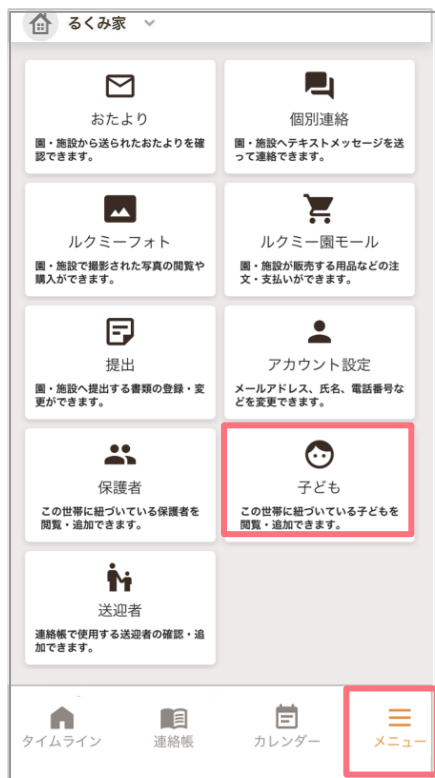 るくみ家
おたより
園・施設から送られたおたよりを確
認できます。
個別連絡
園・施設へテキストメッセージを送
って連絡できます。
ルクミーフォト
園・施設で撮影された写真の閲覧や
購入ができます。
ルクミー園モール
園・施設が販売する用品などの注
文・支払いができます。
提出
園・施設へ提出する書類の登録・変
更ができます。
アカウント設定
メールアドレス、氏名、電話番号な
どを変更できます。
保護者
この世帯に紐づいている保護者を
閲覧・追加できます。
子ども
この世帯に紐づいている子どもを
閲覧・追加できます。
送迎者
連絡帳で使用する送迎者の確認・追
加できます。
タイムライン
連絡帳
カレンダー
メニュー